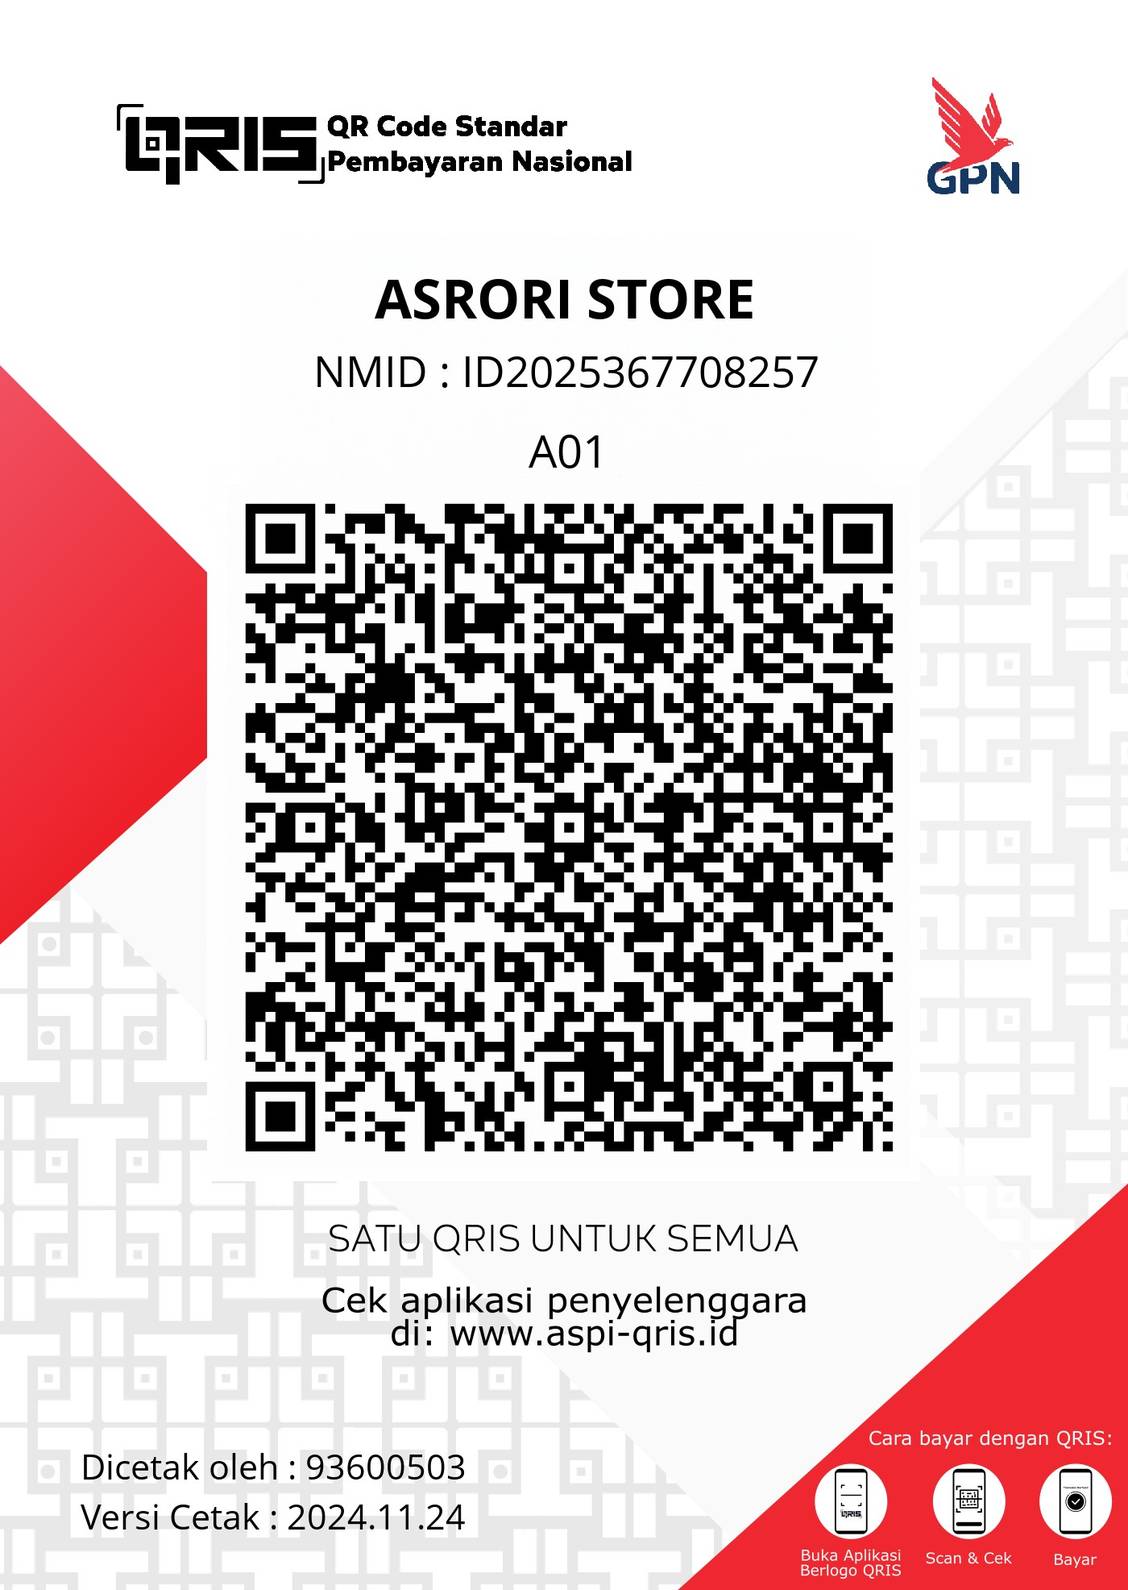 QRIS QR Code Standar
Pembayaran Nasional
GPN
ASRORI STORE
NMID : ID2025367708257
A01
SATU QRIS UNTUK SEMUA
Cek aplikasi penyelenggara
di: www.aspi-qris.id
Dicetak oleh : 93600503
Versi Cetak : 2024.11.24
Cara bayar dengan QRIS:
QRIS
Buka Aplikasi
Berlogo QRIS
Scan & Cek
Bayar